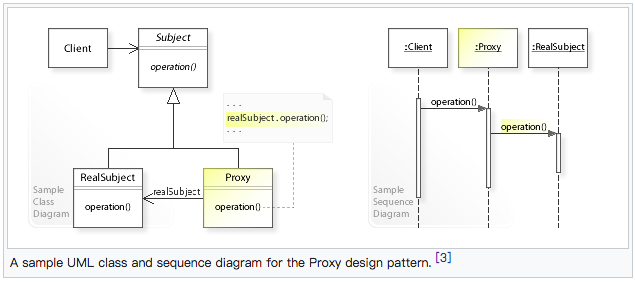 Client
Subject
operation()
- - -
realSubject.operation();
- - -
RealSubject
operation()
realSubject
Proxy
operation()
Sample
Class
Diagram
:Client
:Proxy
:RealSubject
operation()
operation()
Sample
Sequence
Diagram
A sample UML class and sequence diagram for the Proxy design pattern. [3]